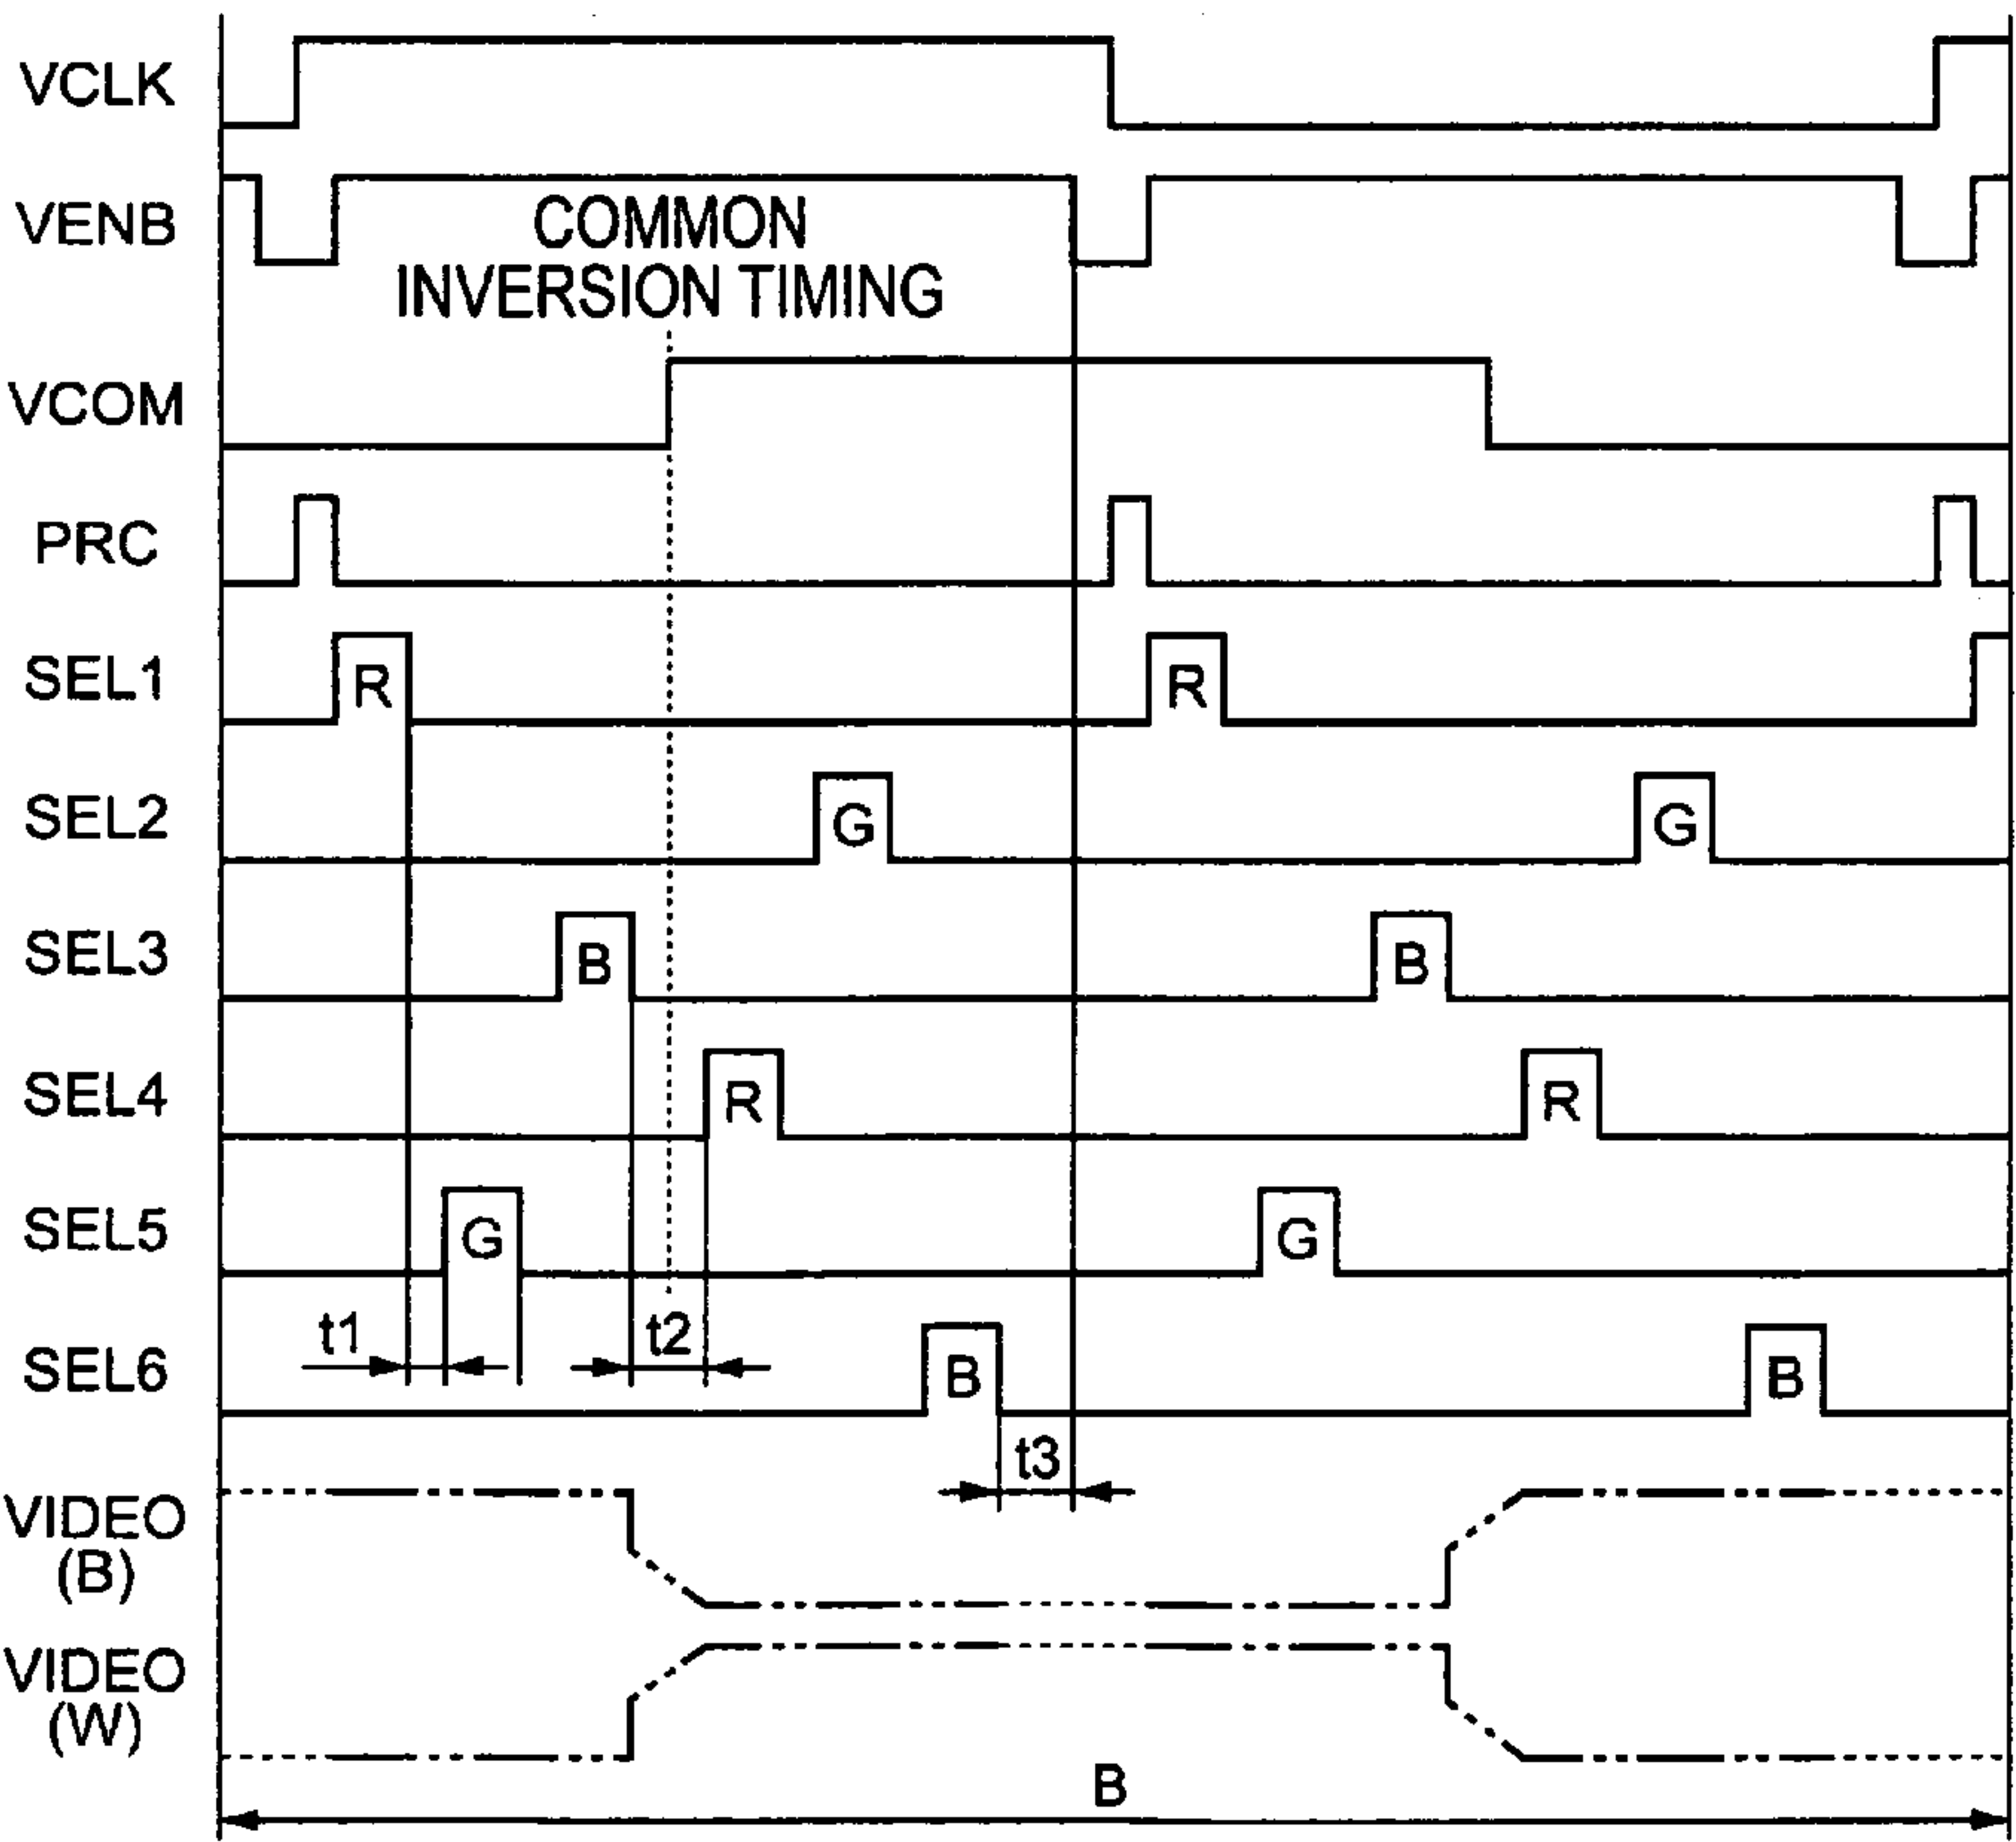 VCLK
VENB
COMMON
INVERSION TIMING
VCOM
PRC
SEL1
R
R
SEL2
G
G
SEL3
B
B
SEL4
R
R
SEL5
G
G
t1
t2
SEL6
B
B
t3
VIDEO
(B)
VIDEO
(W)
B